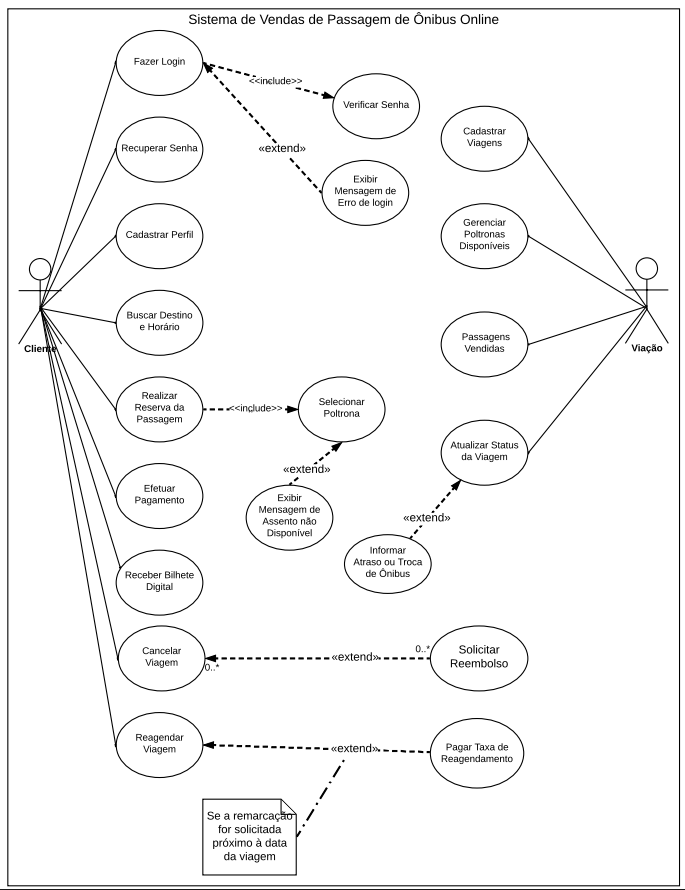 Sistema de Vendas de Passagem de Ônibus Online
Fazer Login
<<include>>
Verificar Senha
«extend»
Exibir
Mensagem de
Erro de login
Recuperar Senha
Cadastrar Perfil
Buscar Destino
e Horário
Cliente
Realizar
Reserva da
Passagem
<<include>>
Selecionar
Poltrona
«extend»
Exibir
Mensagem de
Assento não
Disponível
Efetuar
Pagamento
Receber Bilhete
Digital
Cancelar
Viagem
0..*
«extend»
0..*
Solicitar
Reembolso
Reagendar
Viagem
«extend»
Pagar Taxa de
Reagendamento
Se a remarcação
for solicitada
próximo à data
da viagem
Cadastrar
Viagens
Gerenciar
Poltronas
Disponíveis
Passagens
Vendidas
Viação
Atualizar Status
da Viagem
«extend»
Informar
Atraso ou Troca
de Ônibus